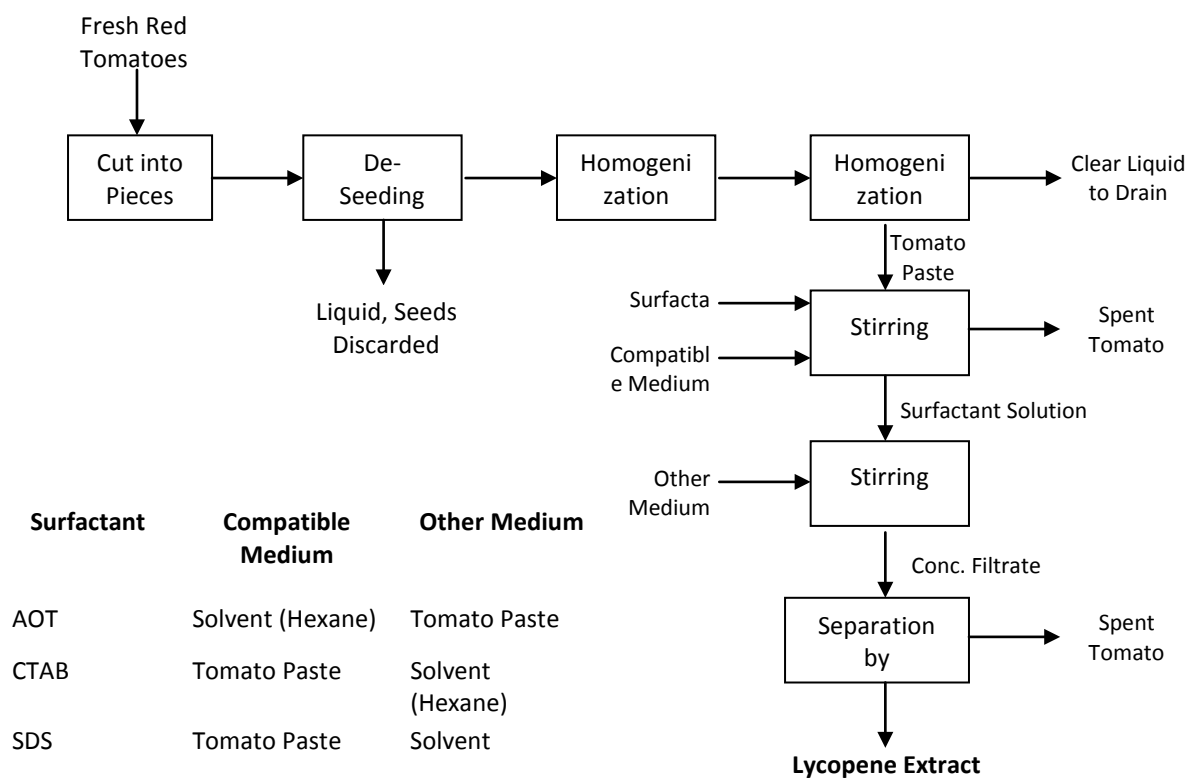 Fresh Red
Tomatoes
Cut into
Pieces
De-
Seeding
Homogeni
zation
Homogeni
zation
Clear Liquid
to Drain
Liquid, Seeds
Discarded
Tomato
Paste
Surfacta
Compatibl
e Medium
Stirring
Spent
Tomato
Surfactant Solution
Other
Medium
Stirring
Conc. Filtrate
Separation
by
Spent
Tomato
Lycopene Extract
Surfactant Compatible Other Medium
Medium
AOT Solvent (Hexane) Tomato Paste
CTAB Tomato Paste Solvent
(Hexane)
SDS Tomato Paste Solvent